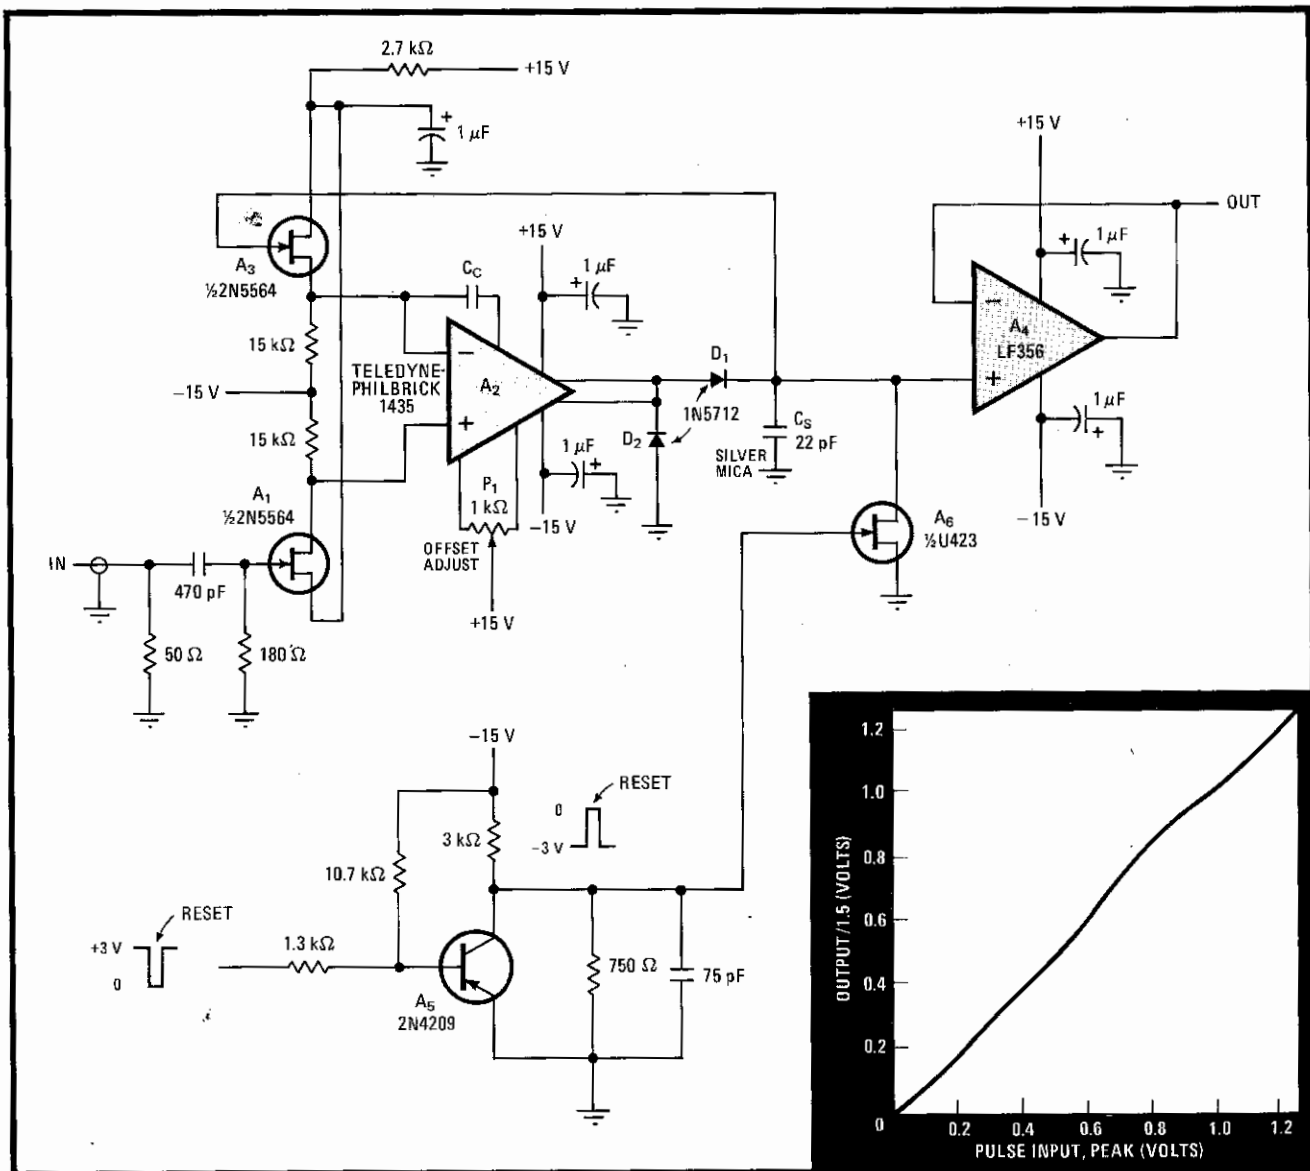 2.7 kΩ
+15 V
+
1 μF
+15 V
OUT
+15 V
1 μF
+
A3
½2N5564
CC
1 μF
+
−
A4
LF356
+
15 kΩ
−
TELEDYNE-
PHILBRICK
1435
A2
+
D1
−15 V
1N5712
15 kΩ
D2
CS
22 pF
SILVER
MICA
1 μF
+
1 μF
+
A1
½2N5564
P1
1 kΩ
−15 V
−15 V
OFFSET
ADJUST
A6
½U423
IN
470 pF
+15 V
50 Ω
180 Ω
−15 V
RESET
0
−3 V
3 kΩ
10.7 kΩ
RESET
+3 V
0
1.3 kΩ
A5
2N4209
750 Ω
75 pF
OUTPUT/1.5 (VOLTS)
1.2
1.0
0.8
0.6
0.4
0.2
0
0.2
0.4
0.6
0.8
1.0
1.2
PULSE INPUT, PEAK (VOLTS)